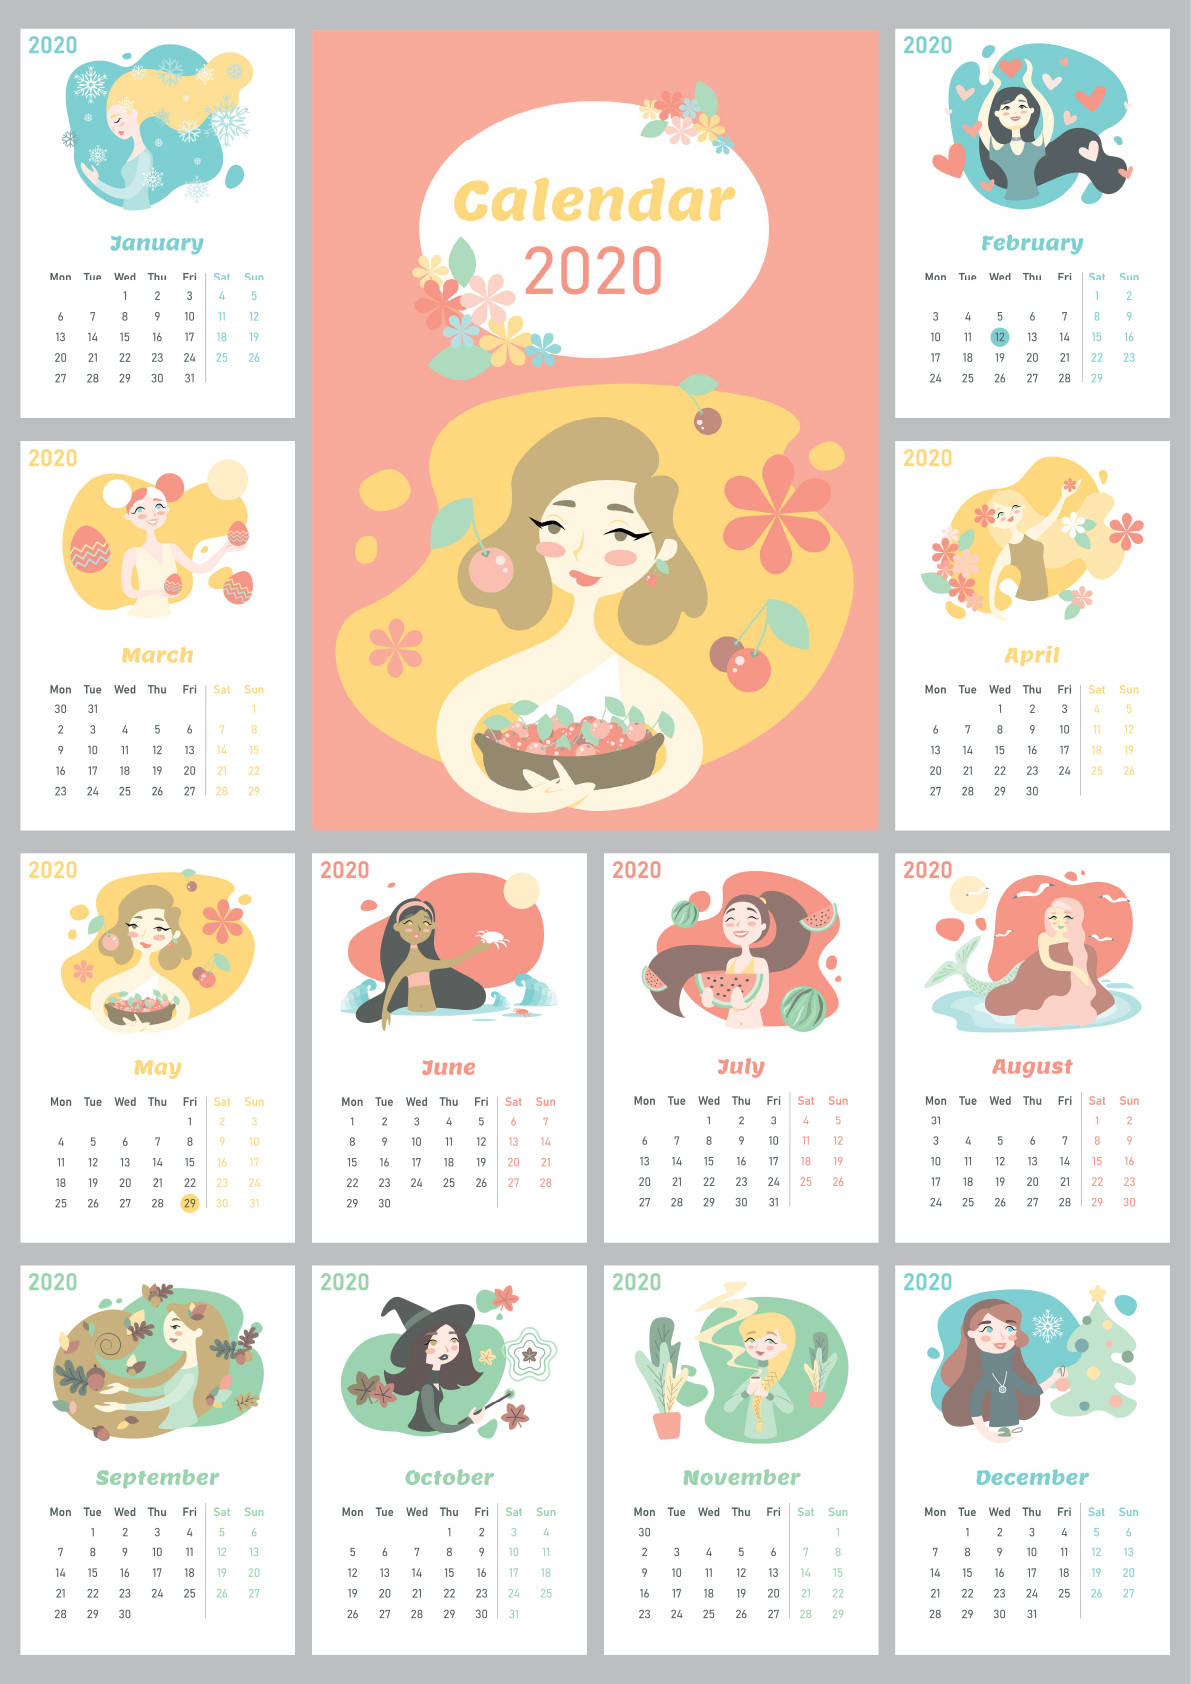 2020
January
Mon Tue Wed Thu Fri Sat Sun
1 2 3 4 5
6 7 8 9 10 11 12
13 14 15 16 17 18 19
20 21 22 23 24 25 26
27 28 29 30 31
Calendar
2020
2020
February
Mon Tue Wed Thu Fri Sat Sun
1 2
3 4 5 6 7 8 9
10 11 12 13 14 15 16
17 18 19 20 21 22 23
24 25 26 27 28 29
2020
March
Mon Tue Wed Thu Fri Sat Sun
30 31 1
2 3 4 5 6 7 8
9 10 11 12 13 14 15
16 17 18 19 20 21 22
23 24 25 26 27 28 29
2020
April
Mon Tue Wed Thu Fri Sat Sun
1 2 3 4 5
6 7 8 9 10 11 12
13 14 15 16 17 18 19
20 21 22 23 24 25 26
27 28 29 30
2020
May
Mon Tue Wed Thu Fri Sat Sun
1 2 3
4 5 6 7 8 9 10
11 12 13 14 15 16 17
18 19 20 21 22 23 24
25 26 27 28 29 30 31
2020
June
Mon Tue Wed Thu Fri Sat Sun
1 2 3 4 5 6 7
8 9 10 11 12 13 14
15 16 17 18 19 20 21
22 23 24 25 26 27 28
29 30
2020
July
Mon Tue Wed Thu Fri Sat Sun
1 2 3 4 5
6 7 8 9 10 11 12
13 14 15 16 17 18 19
20 21 22 23 24 25 26
27 28 29 30 31
2020
August
Mon Tue Wed Thu Fri Sat Sun
31 1 2
3 4 5 6 7 8 9
10 11 12 13 14 15 16
17 18 19 20 21 22 23
24 25 26 27 28 29 30
2020
September
Mon Tue Wed Thu Fri Sat Sun
1 2 3 4 5 6
7 8 9 10 11 12 13
14 15 16 17 18 19 20
21 22 23 24 25 26 27
28 29 30
2020
October
Mon Tue Wed Thu Fri Sat Sun
1 2 3 4
5 6 7 8 9 10 11
12 13 14 15 16 17 18
19 20 21 22 23 24 25
26 27 28 29 30 31
2020
November
Mon Tue Wed Thu Fri Sat Sun
30 1
2 3 4 5 6 7 8
9 10 11 12 13 14 15
16 17 18 19 20 21 22
23 24 25 26 27 28 29
2020
December
Mon Tue Wed Thu Fri Sat Sun
1 2 3 4 5 6
7 8 9 10 11 12 13
14 15 16 17 18 19 20
21 22 23 24 25 26 27
28 29 30 31